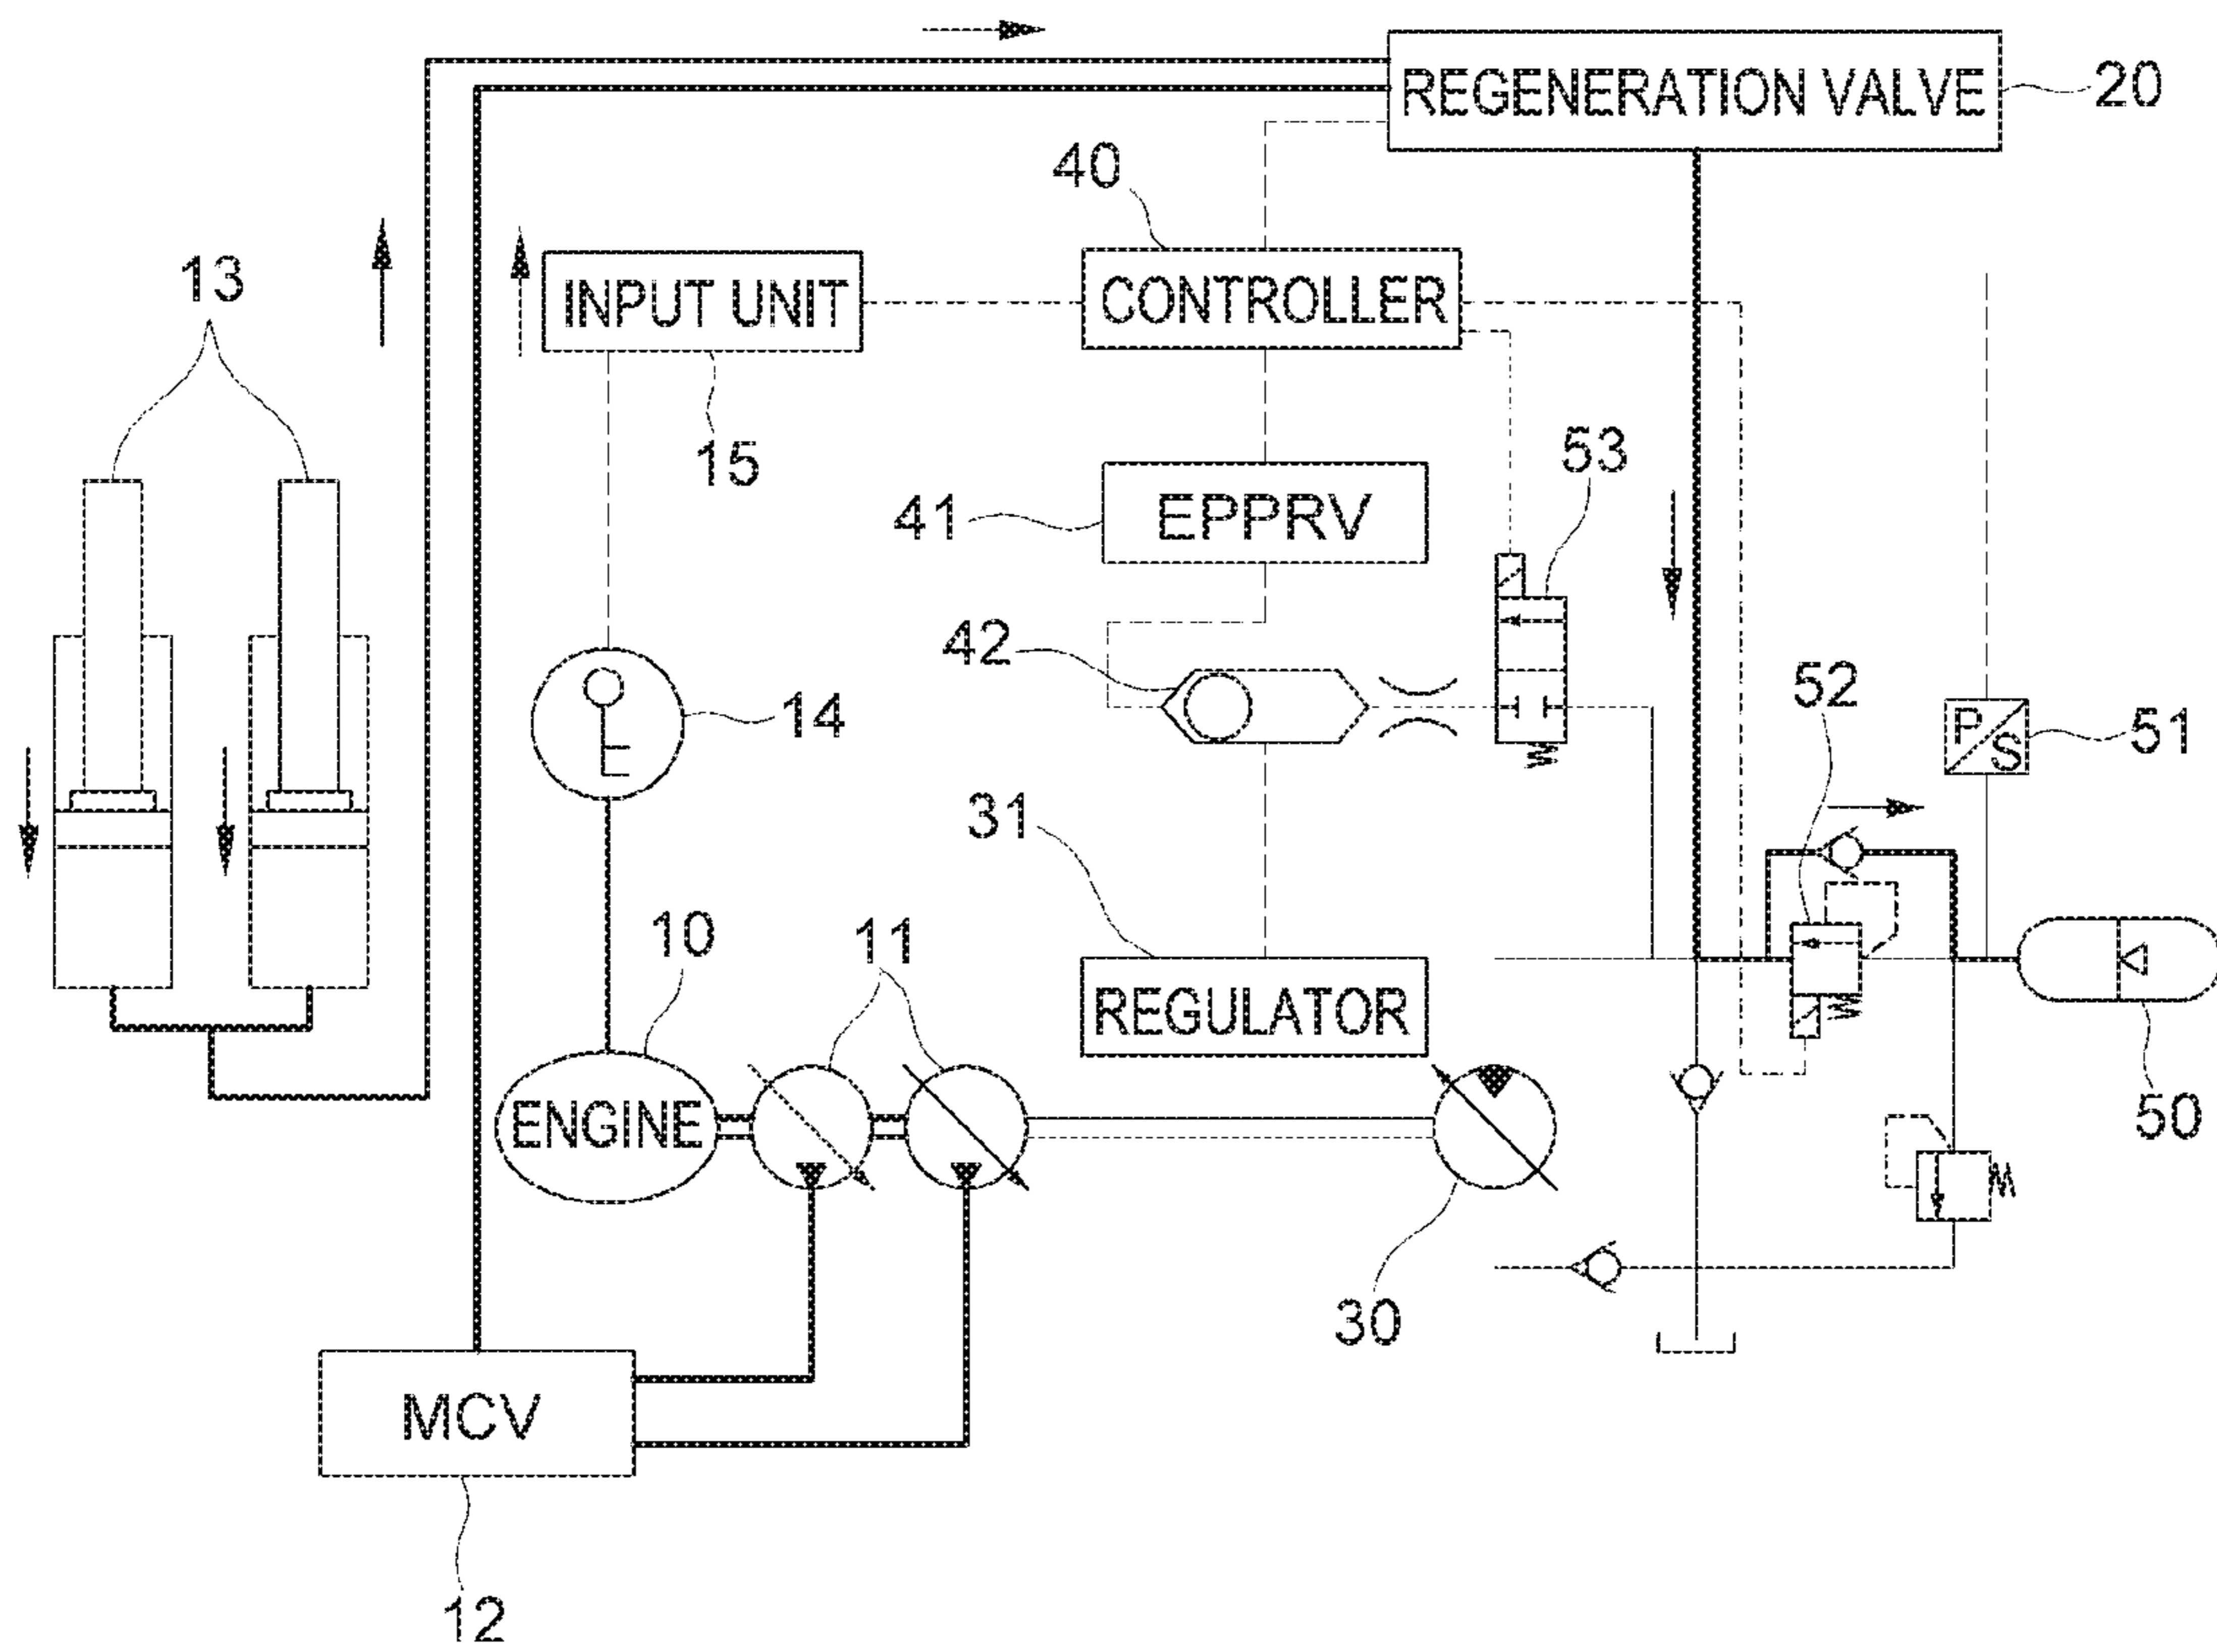 REGENERATION VALVE
20
40
13
INPUT UNIT
CONTROLLER
15
53
41
EPPRV
42
52
14
P
S
51
31
10
11
REGULATOR
ENGINE
50
30
MCV
12